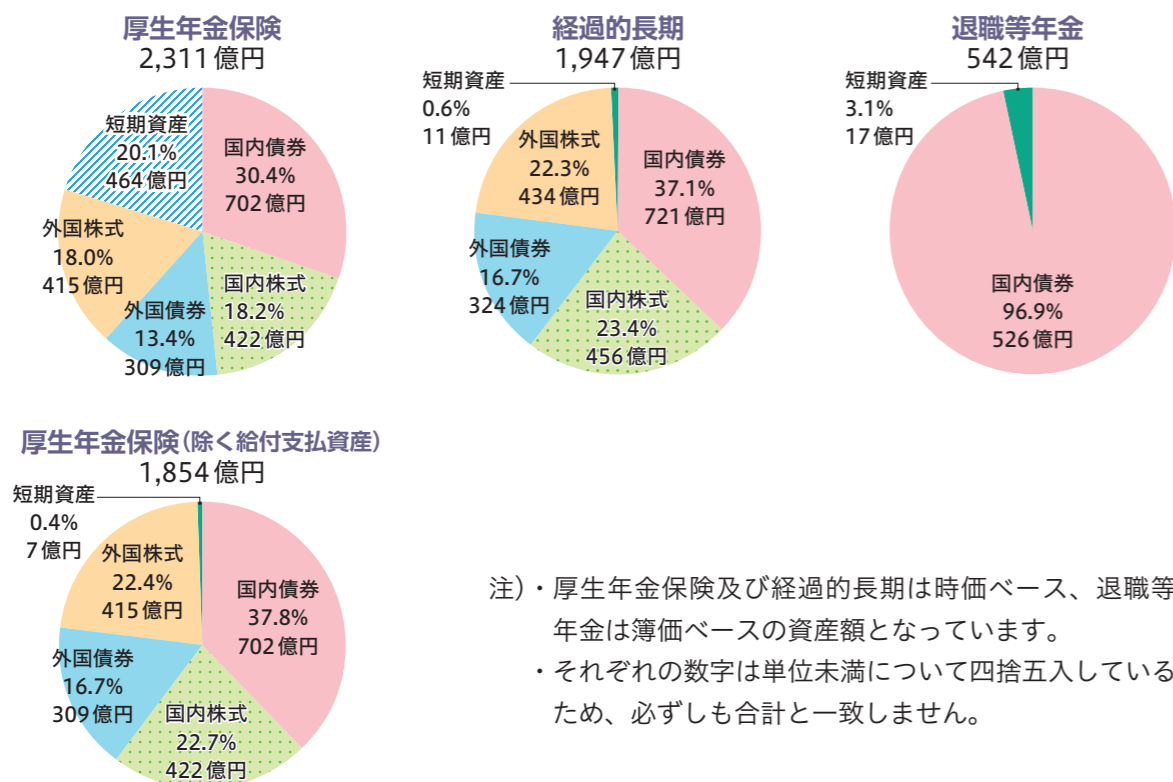 厚生年金保険
2,311億円
短期資産
20.1%
464億円
国内債券
30.4%
702億円
外国株式
18.0%
415億円
国内株式
18.2%
422億円
外国債券
13.4%
309億円
経過的長期
1,947億円
短期資産
0.6%
11億円
外国株式
22.3%
434億円
国内債券
37.1%
721億円
外国債券
16.7%
324億円
国内株式
23.4%
456億円
退職等年金
542億円
短期資産
3.1%
17億円
国内債券
96.9%
526億円
厚生年金保険(除く給付支払資産)
1,854億円
短期資産
0.4%
7億円
外国株式
22.4%
415億円
国内債券
37.8%
702億円
外国債券
16.7%
309億円
国内株式
22.7%
422億円
注)・厚生年金保険及び経過的長期は時価ベース、退職等
年金は簿価ベースの資産額となっています。
・それぞれの数字は単位未満について四捨五入している
ため、必ずしも合計と一致しません。